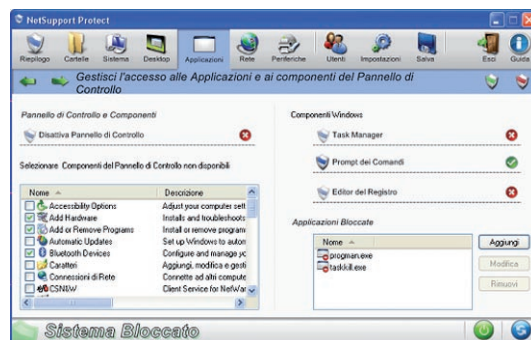 NetSupport Protect
Riepilogo Cartelle Sistema Desktop Applicazioni Rete Periferiche Utenti Impostazioni Salva Esci Guida
Gestisci l'accesso alle Applicazioni e ai componenti del Pannello di
Controllo
Pannello di Controllo e Componenti
Disattiva Pannello di Controllo
Selezionare Componenti del Pannello di Controllo non disponibili
Nome Descrizione
Accessibility Options Adjust your computer sett
Add Hardware Installs and troubleshoots
Add or Remove Programs Install or remove program
Automatic Updates Set up Windows to autom
Bluetooth Devices Configure and manage yo
Caratteri Aggiungi, modifica e gesti
Connessioni di Rete Connette ad altri compute
CSNW Client Service for NetWar
Componenti Windows
Task Manager
Prompt dei Comandi
Editor del Registro
Applicazioni Bloccate
Nome
progman.exe
taskkill.exe
Aggiungi
Modifica
Rimuovi
Sistema Bloccato